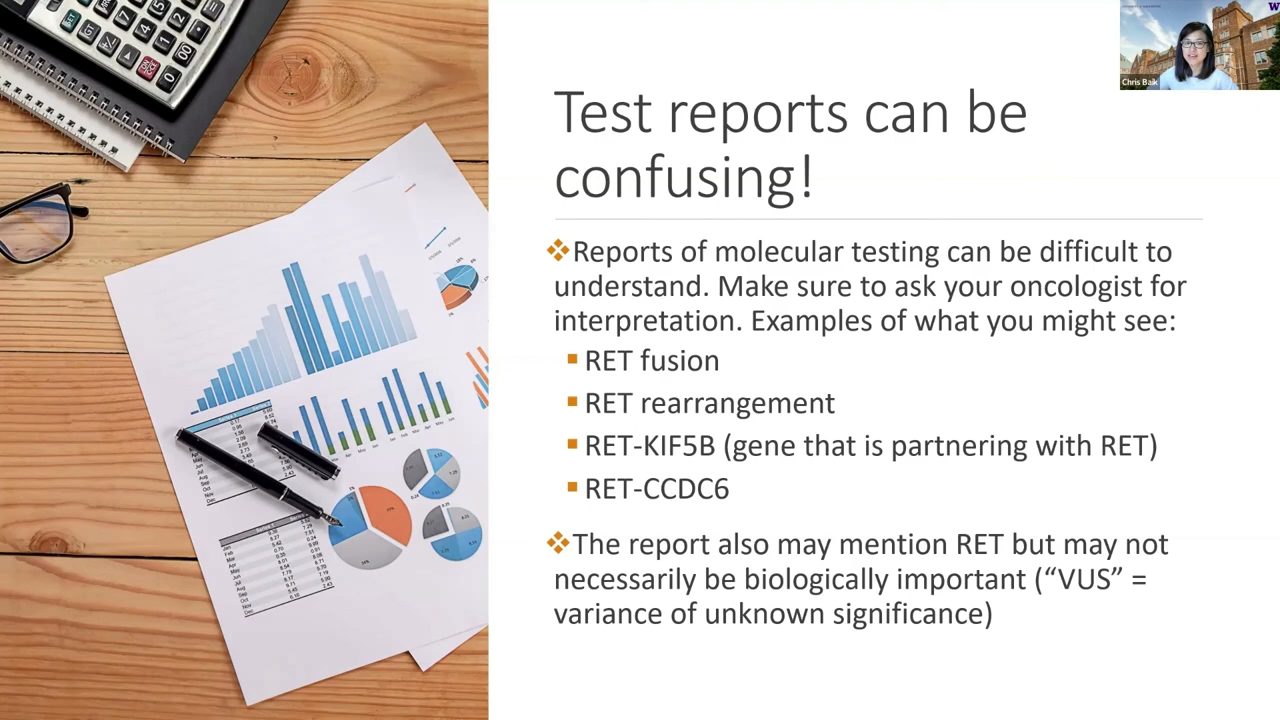 Test reports can be
confusing!
❖Reports of molecular testing can be difficult to
understand. Make sure to ask your oncologist for
interpretation. Examples of what you might see:
▪ RET fusion
▪ RET rearrangement
▪ RET-KIF5B (gene that is partnering with RET)
▪ RET-CCDC6
❖The report also may mention RET but may not
necessarily be biologically important (“VUS” =
variance of unknown significance)
Chris Baik
W